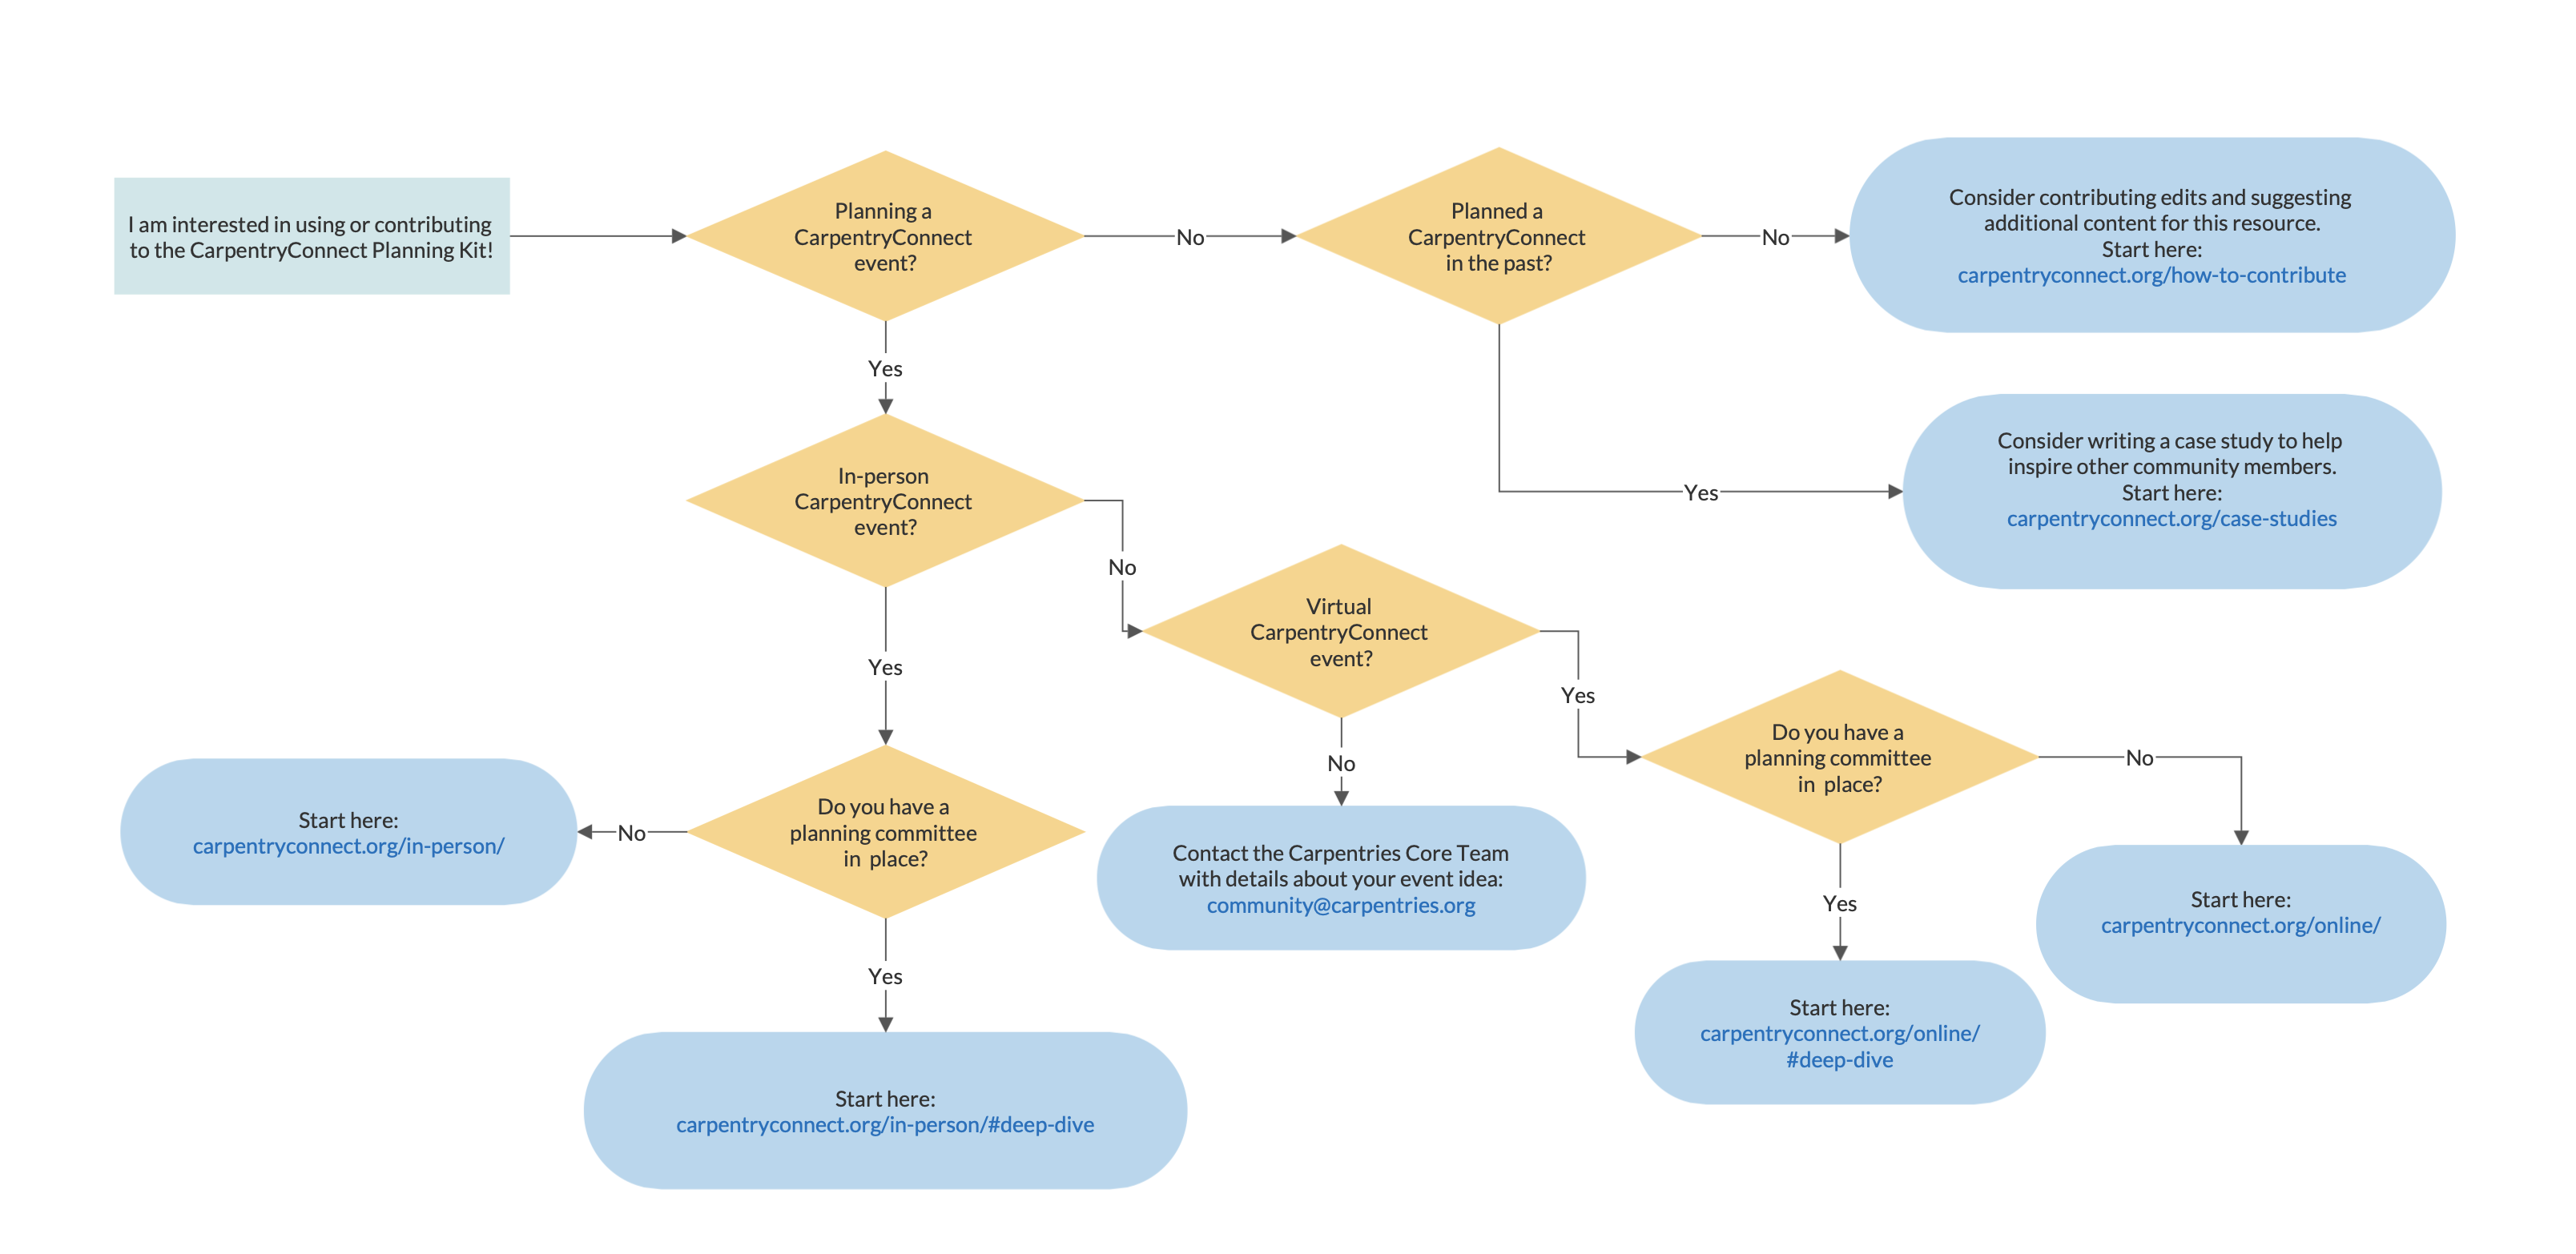 I am interested in using or contributing
to the CarpentryConnect Planning Kit!
Planning a
CarpentryConnect
event?
No
Planned a
CarpentryConnect
in the past?
No
Consider contributing edits and suggesting
additional content for this resource.
Start here:
carpentryconnect.org/how-to-contribute
Yes
Yes
Consider writing a case study to help
inspire other community members.
Start here:
carpentryconnect.org/case-studies
In-person
CarpentryConnect
event?
No
Virtual
CarpentryConnect
event?
Yes
Yes
No
Do you have a
planning committee
in place?
No
Start here:
carpentryconnect.org/in-person/
No
Do you have a
planning committee
in place?
Contact the Carpentries Core Team
with details about your event idea:
community@carpentries.org
Yes
Start here:
carpentryconnect.org/online/
Yes
Start here:
carpentryconnect.org/online/
#deep-dive
Start here:
carpentryconnect.org/in-person/#deep-dive